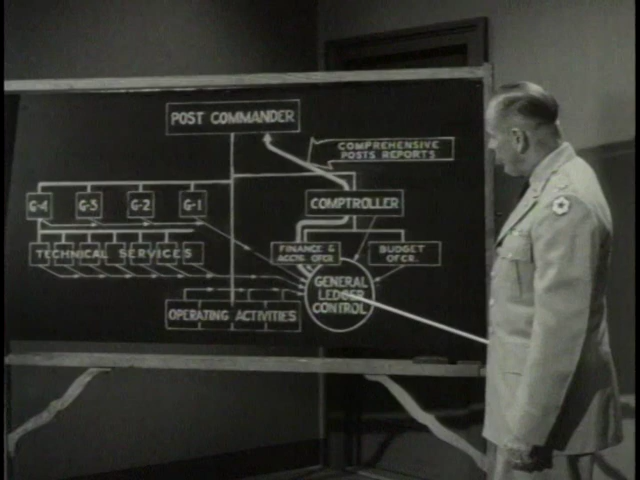 POST COMMANDER
COMPREHENSIVE
POSTS REPORTS
G-4
G-3
G-2
G-1
COMPTROLLER
TECHNICAL SERVICES
FINANCE &
ACCTG. OFCR
BUDGET
OFCR.
GENERAL
LEDGER
CONTROL
OPERATING ACTIVITIES